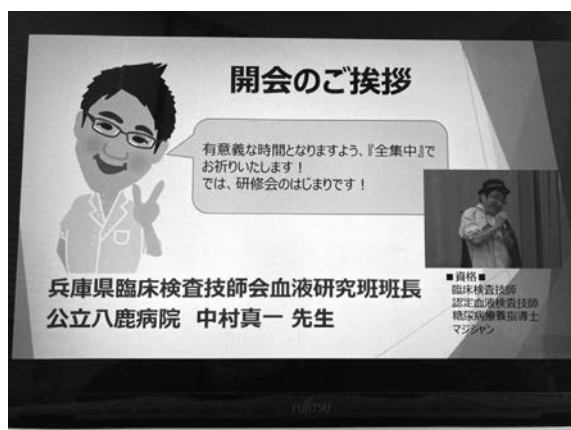 開会のご挨拶
有意義な時間となりますよう、『全集中』で
お祈りいたします！
では、研修会のはじまりです！
兵庫県臨床検査技師会血液研究班班長
公立八鹿病院 中村真一 先生
■資格■
臨床検査技師
認定血液検査技師
糖尿病療養指導士
マジシャン
FUJITSU